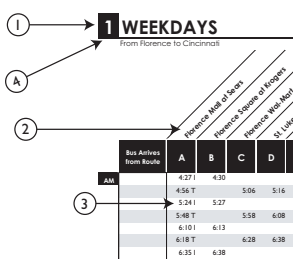 1 1 WEEKDAYS
4 From Florence to Cincinnati
2 Florence Mall at Sears
Florence Square at Krogers
Florence Wal-Mart
St. Luke
Bus Arrives from Route A B C D
AM 4:27 I 4:30
4:56 T 5:06 5:16
3 5:24 I 5:27
5:48 T 5:58 6:08
6:10 I 6:13
6:18 T 6:28 6:38
6:35 I 6:38